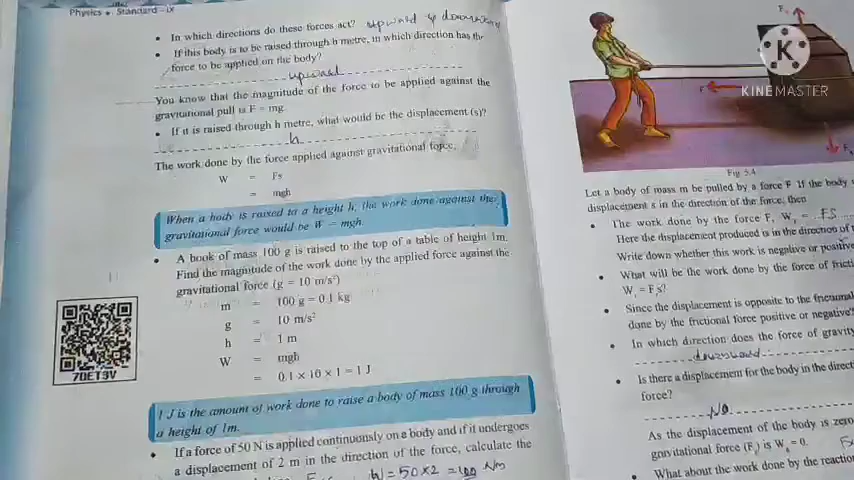 Physics Standard - IX
• In which directions do these forces act? upward & downward
• If this body is to be raised through h metre, in which direction has the
force to be applied on the body?
upward
You know that the magnitude of the force to be applied against the
gravitational pull is F = mg.
• If it is raised through h metre, what would be the displacement (s)?
h
The work done by the force applied against gravitational force,
W = Fs
= mgh
When a body is raised to a height h, the work done against the
gravitational force would be W = mgh.
• A book of mass 100 g is raised to the top of a table of height 1m.
Find the magnitude of the work done by the applied force against the
gravitational force (g = 10 m/s²)
m = 100 g = 0.1 kg
g = 10 m/s²
h = 1 m
W = mgh
= 0.1 × 10 × 1 = 1 J
7DET3V
1 J is the amount of work done to raise a body of mass 100 g through
a height of 1m.
• If a force of 50 N is applied continuously on a body and if it undergoes
a displacement of 2 m in the direction of the force, calculate the
W = 50×2 = 100 Nm
K
KINEMASTER
F
Fig 5.4
Let a body of mass m be pulled by a force F. If the body
displacement s in the direction of the force, then
• The work done by the force F, W = FS
Here the displacement produced is in the direction of
Write down whether this work is negative or positive
• What will be the work done by the force of
• Since the displacement is opposite to the frictional
done by the frictional force positive or negative?
• In which direction does the force of gravity
downward
• Is there a displacement for the body in the
force?
No
As the displacement of the body is zero
gravitational force
• What about the work done by the